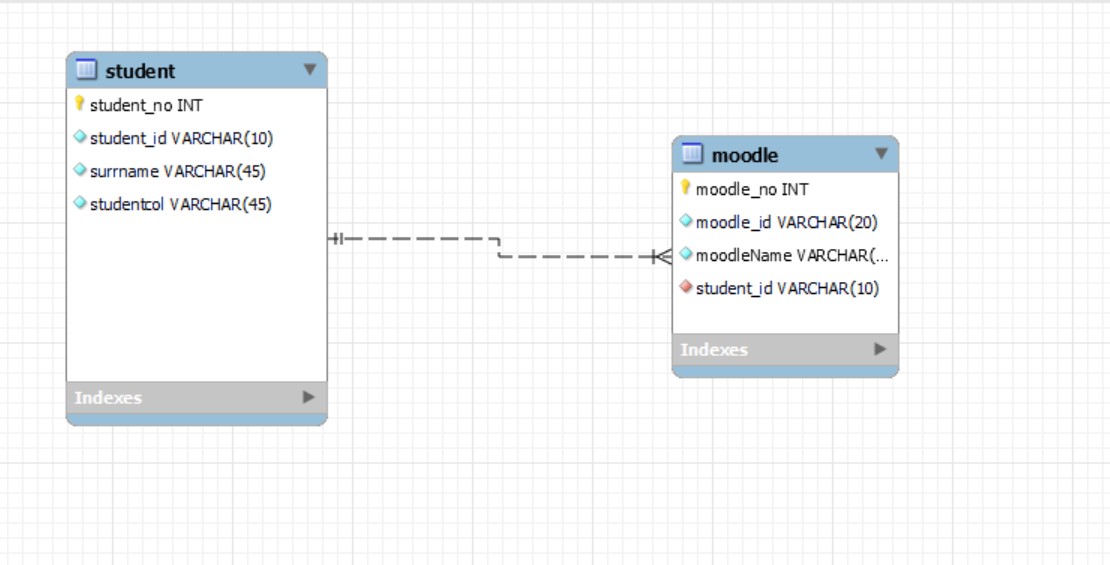 student
student_no INT
student_id VARCHAR(10)
surrname VARCHAR(45)
studentcol VARCHAR(45)
Indexes
moodle
moodle_no INT
moodle_id VARCHAR(20)
moodleName VARCHAR(...
student_id VARCHAR(10)
Indexes